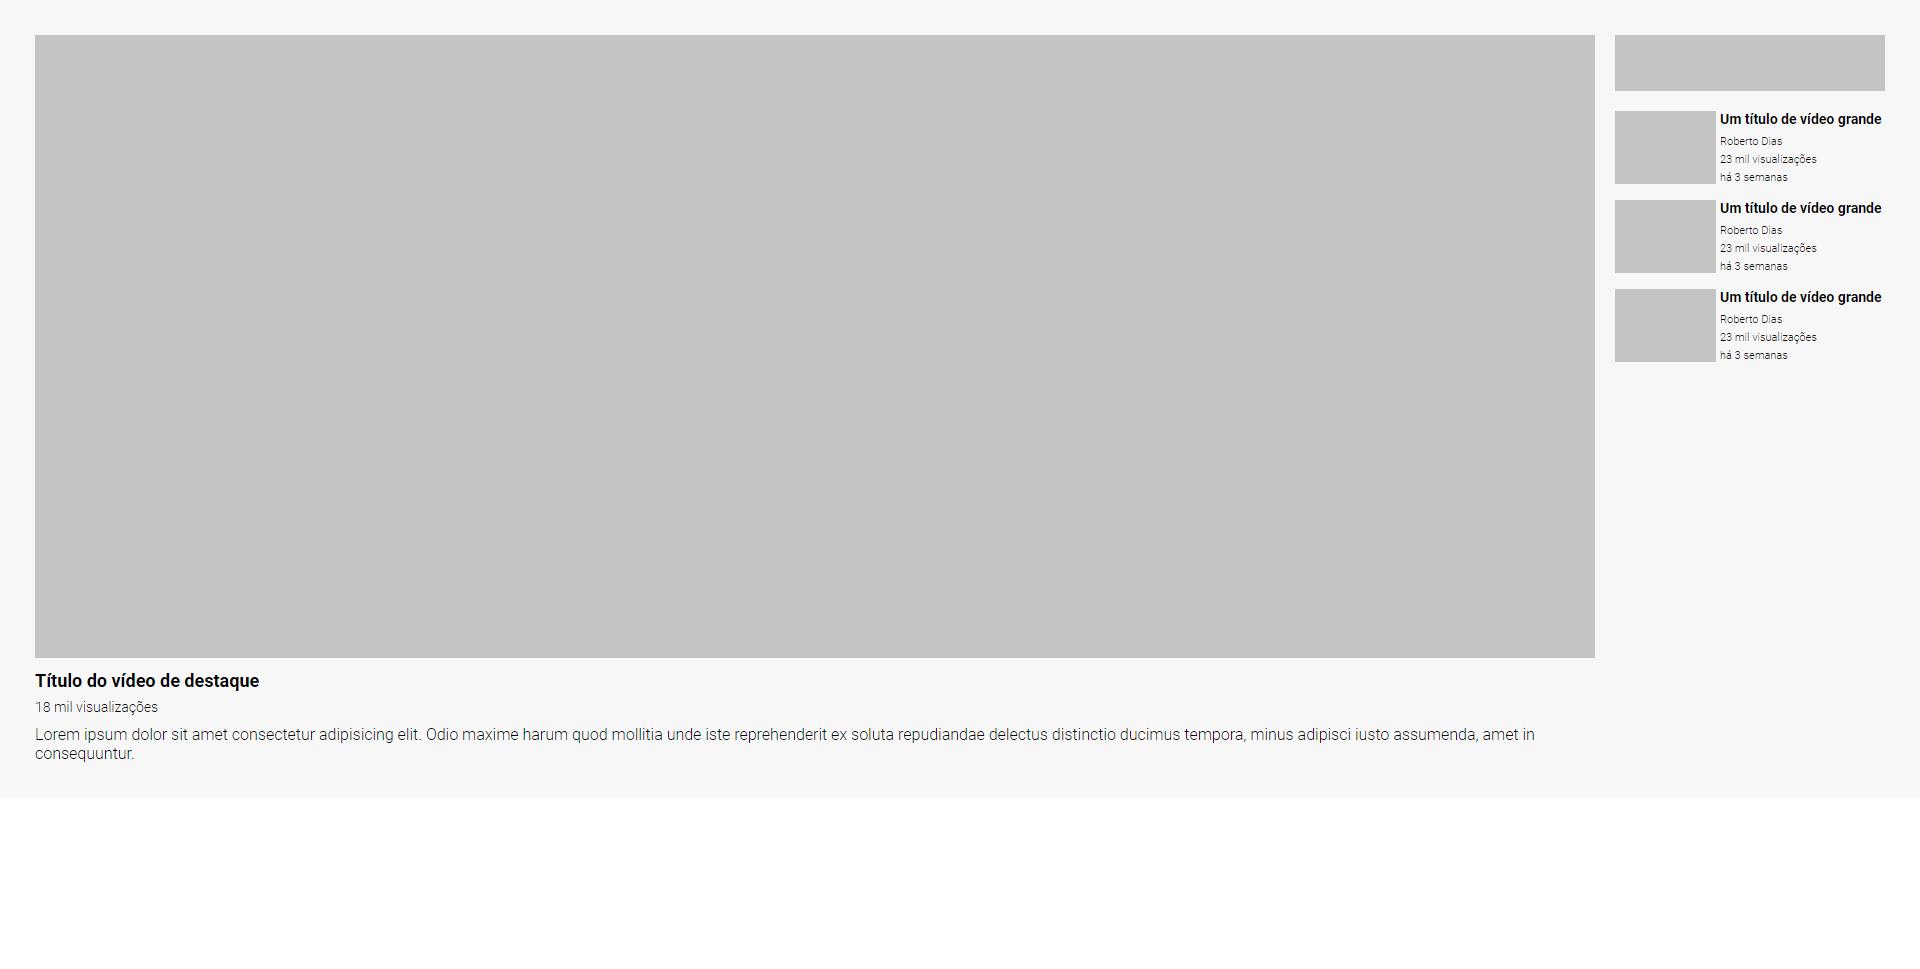 Título do vídeo de destaque
18 mil visualizações
Lorem ipsum dolor sit amet consectetur adipisicing elit. Odio maxime harum quod mollitia unde iste reprehenderit ex soluta repudiandae delectus distinctio ducimus tempora, minus adipisci iusto assumenda, amet in
consequuntur.
Um título de vídeo grande
Roberto Dias
23 mil visualizações
há 3 semanas
Um título de vídeo grande
Roberto Dias
23 mil visualizações
há 3 semanas
Um título de vídeo grande
Roberto Dias
23 mil visualizações
há 3 semanas